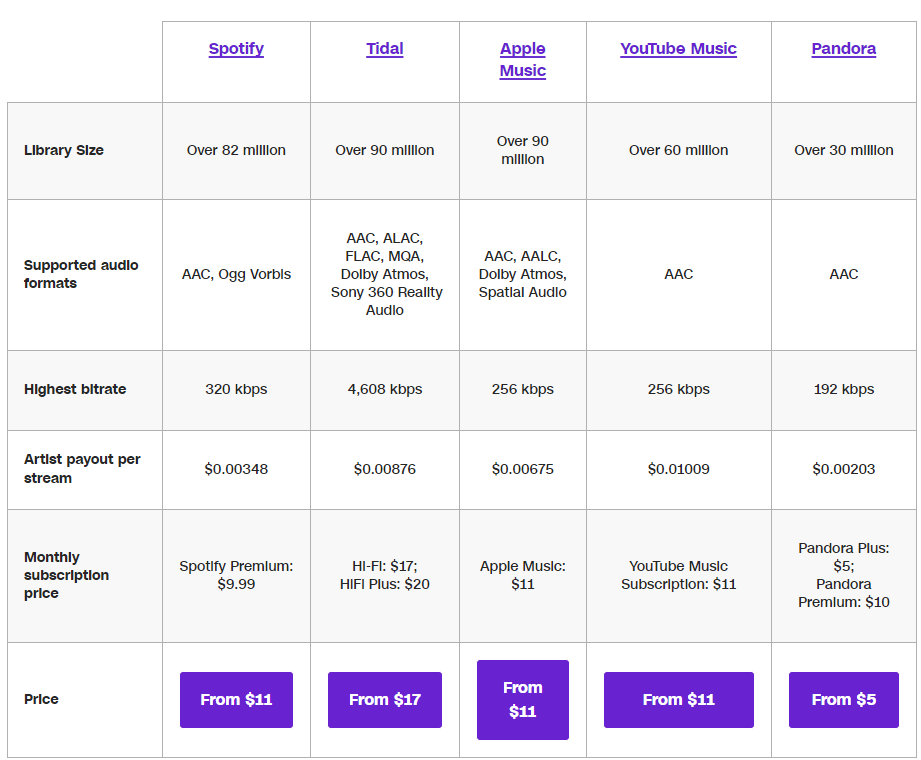 Spotify
Tidal
Apple
Music
YouTube Music
Pandora
Library Size
Over 82 million
Over 90 million
Over 90
million
Over 60 million
Over 30 million
Supported audio
formats
AAC, Ogg Vorbis
AAC, ALAC,
FLAC, MQA,
Dolby Atmos,
Sony 360 Reality
Audio
AAC, AALC,
Dolby Atmos,
Spatial Audio
AAC
AAC
Highest bitrate
320 kbps
4,608 kbps
256 kbps
256 kbps
192 kbps
Artist payout per
stream
$0.00348
$0.00876
$0.00675
$0.01009
$0.00203
Monthly
subscription
price
Spotify Premium:
$9.99
Hi-Fi: $17;
HiFi Plus: $20
Apple Music:
$11
YouTube Music
Subscription: $11
Pandora Plus:
$5;
Pandora
Premium: $10
Price
From $11
From $17
From
$11
From $11
From $5